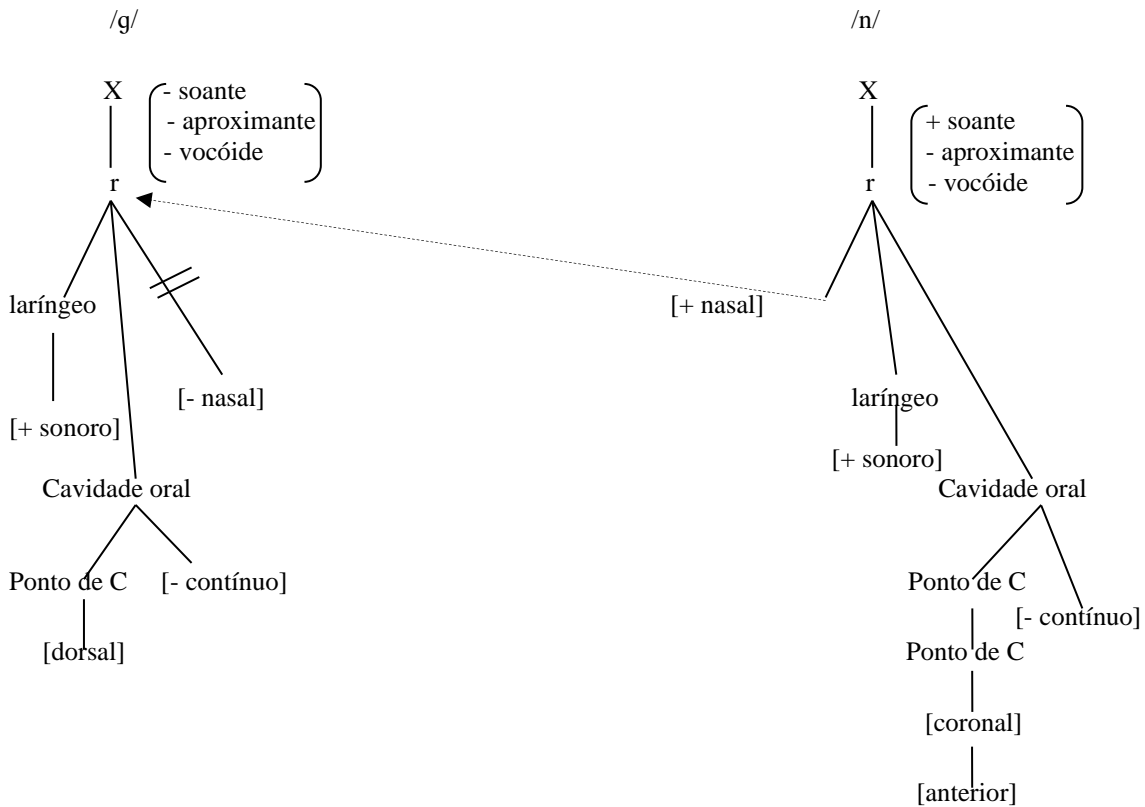 /ɡ/
/n/
X
- soante
- aproximante
- vocóide
r
X
+ soante
- aproximante
- vocóide
r
laríngeo
[+ nasal]
[- nasal]
laríngeo
[+ sonoro]
[+ sonoro]
Cavidade oral
Cavidade oral
Ponto de C
[- contínuo]
Ponto de C
[- contínuo]
[dorsal]
Ponto de C
[coronal]
[anterior]